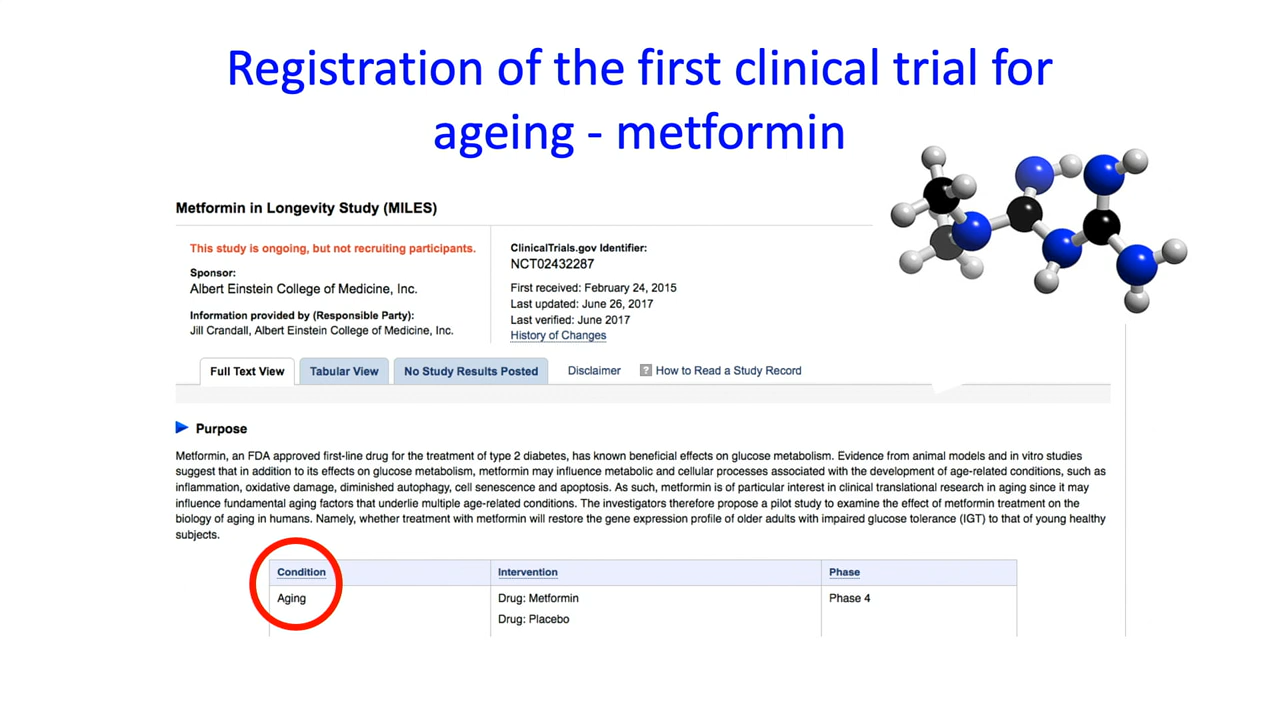 Registration of the first clinical trial for
ageing - metformin
Metformin in Longevity Study (MILES)
This study is ongoing, but not recruiting participants.
Sponsor:
Albert Einstein College of Medicine, Inc.
Information provided by (Responsible Party):
Jill Crandall, Albert Einstein College of Medicine, Inc.
ClinicalTrials.gov Identifier:
NCT02432287
First received: February 24, 2015
Last updated: June 26, 2017
Last verified: June 2017
History of Changes
Full Text View Tabular View No Study Results Posted Disclaimer ? How to Read a Study Record
Purpose
Metformin, an FDA approved first-line drug for the treatment of type 2 diabetes, has known beneficial effects on glucose metabolism. Evidence from animal models and in vitro studies
suggest that in addition to its effects on glucose metabolism, metformin may influence metabolic and cellular processes associated with the development of age-related conditions, such as
inflammation, oxidative damage, diminished autophagy, cell senescence and apoptosis. As such, metformin is of particular interest in clinical translational research in aging since it may
influence fundamental aging factors that underlie multiple age-related conditions. The investigators therefore propose a pilot study to examine the effect of metformin treatment on the
biology of aging in humans. Namely, whether treatment with metformin will restore the gene expression profile of older adults with impaired glucose tolerance (IGT) to that of young healthy
subjects.
Condition Intervention Phase
Aging Drug: Metformin Phase 4
Drug: Placebo